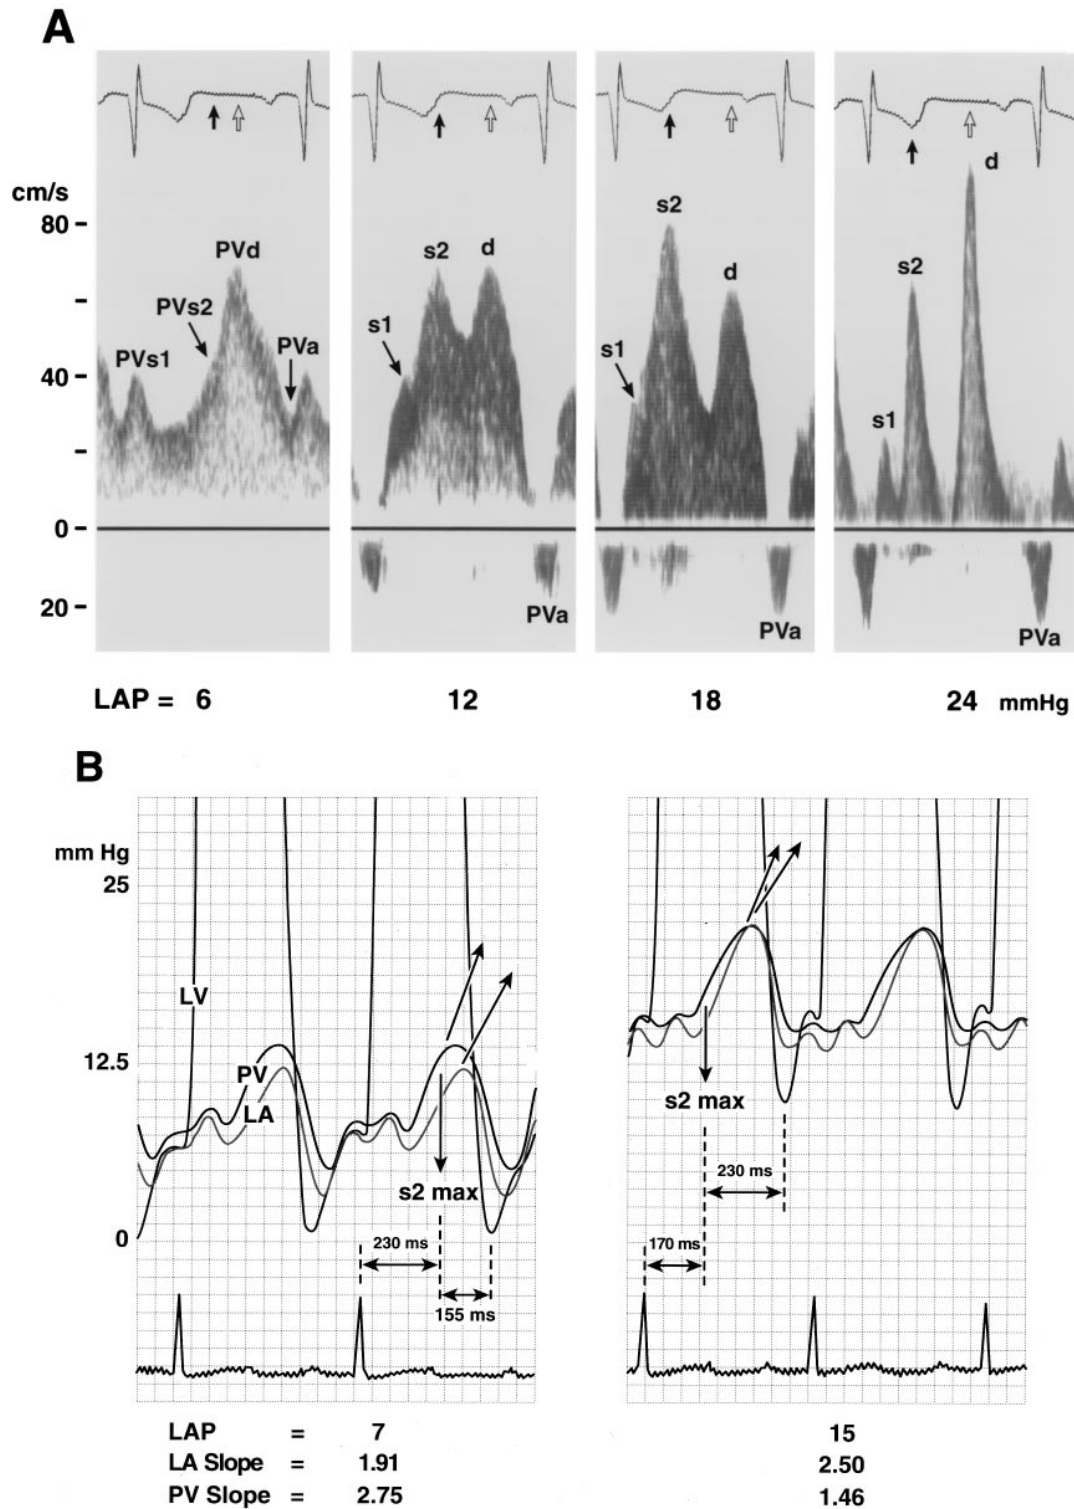 A
cm/s
80
40
0
20
PVd
PVs2
PVs1
PVa
s2
d
s1
PVa
s2
d
s1
PVa
d
s2
s1
PVa
LAP = 6 12 18 24 mmHg
B
mm Hg
25
12.5
0
LV
PV
LA
s2 max
230 ms
155 ms
s2 max
230 ms
170 ms
LAP = 7 15
LA Slope = 1.91 2.50
PV Slope = 2.75 1.46